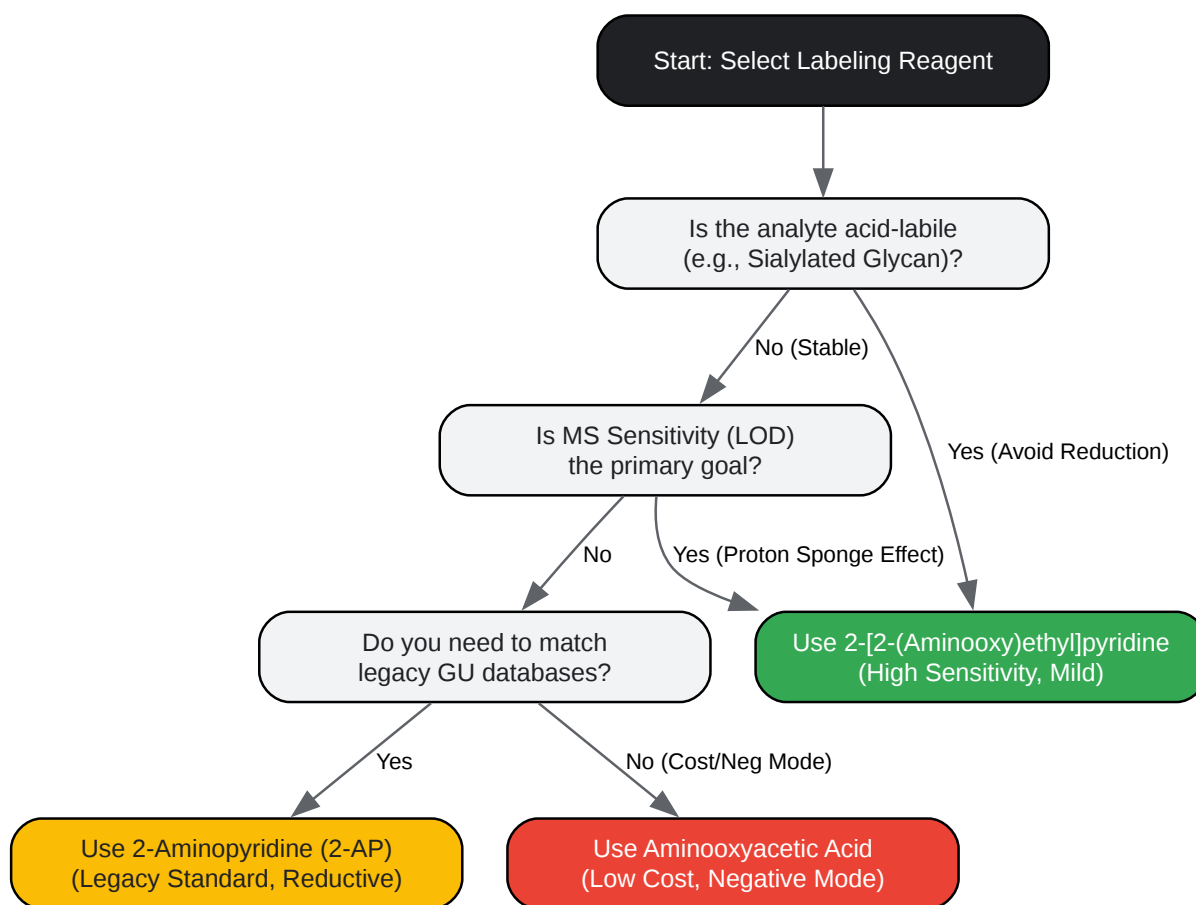 Start: Select Labeling Reagent
Is the analyte acid-labile
(e.g., Sialylated Glycan)?
No (Stable)
Is MS Sensitivity (LOD)
the primary goal?
Yes (Avoid Reduction)
No
Yes (Proton Sponge Effect)
Do you need to match
legacy GU databases?
Use 2-[2-(Aminooxy)ethyl]pyridine
(High Sensitivity, Mild)
Yes
No (Cost/Neg Mode)
Use 2-Aminopyridine (2-AP)
(Legacy Standard, Reductive)
Use Aminooxyacetic Acid
(Low Cost, Negative Mode)